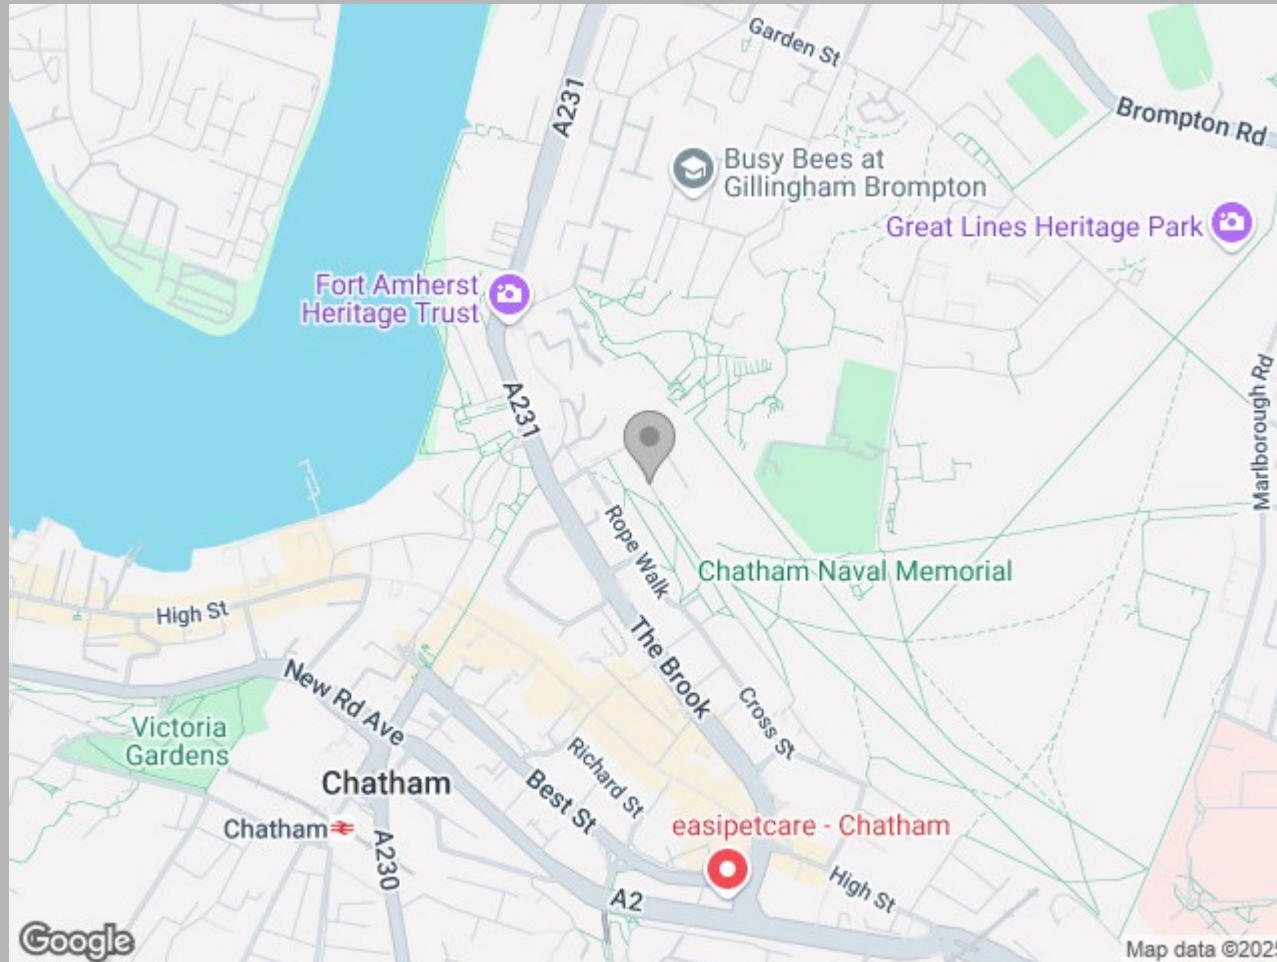 Garden St
A231
Brompton Rd
Busy Bees at
Gillingham Brompton
Great Lines Heritage Park
Fort Amherst
Heritage Trust
A231
Marlborough Rd
Rope Walk
Chatham Naval Memorial
High St
The Brook
New Rd Ave
Cross St
Victoria
Gardens
Richard St
Chatham
Best St
Chatham
A230
easipetcare - Chatham
High St
A2
Google
Map data ©2025